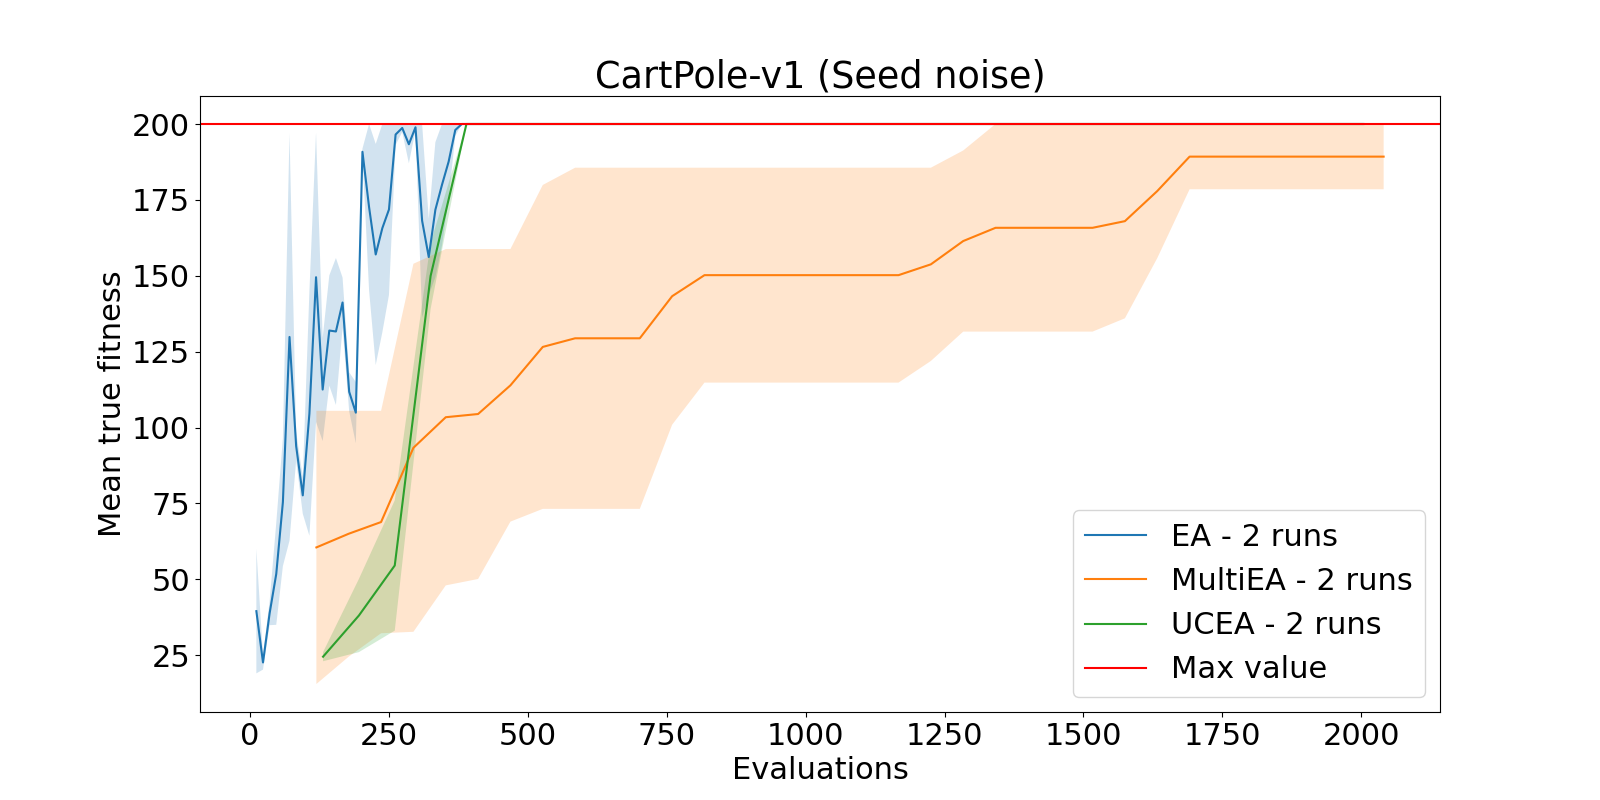 CartPole-v1 (Seed noise)
Mean true fitness
200
175
150
125
100
75
50
25
0 250 500 750 1000 1250 1500 1750 2000
Evaluations
EA - 2 runs
MultiEA - 2 runs
UCEA - 2 runs
Max value